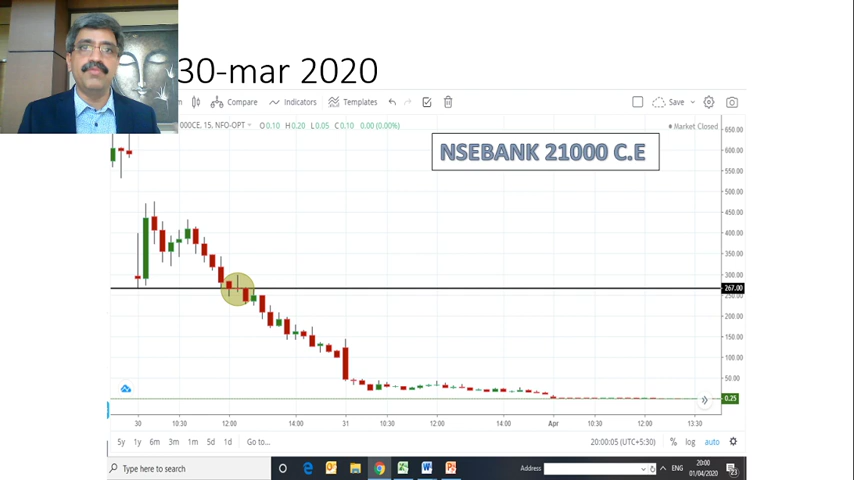 30-mar 2020
Compare Indicators Templates Save
000CE, 15, NFO-OPT O0.10 H0.20 L0.05 C0.10 0.00 (0.00%)
Market Closed
NSEBANK 21000 C.E
650.00
600.00
550.00
500.00
450.00
400.00
350.00
300.00
267.00
250.00
200.00
150.00
100.00
50.00
0.25
30 10:30 12:00 14:00 31 10:30 12:00 14:00 Apr 10:30 12:00 13:30
5y 1y 6m 3m 1m 5d 1d Go to... 20:00:05 (UTC+5:30) % log auto
Type here to search Address ENG 20:00
01/04/2020 23